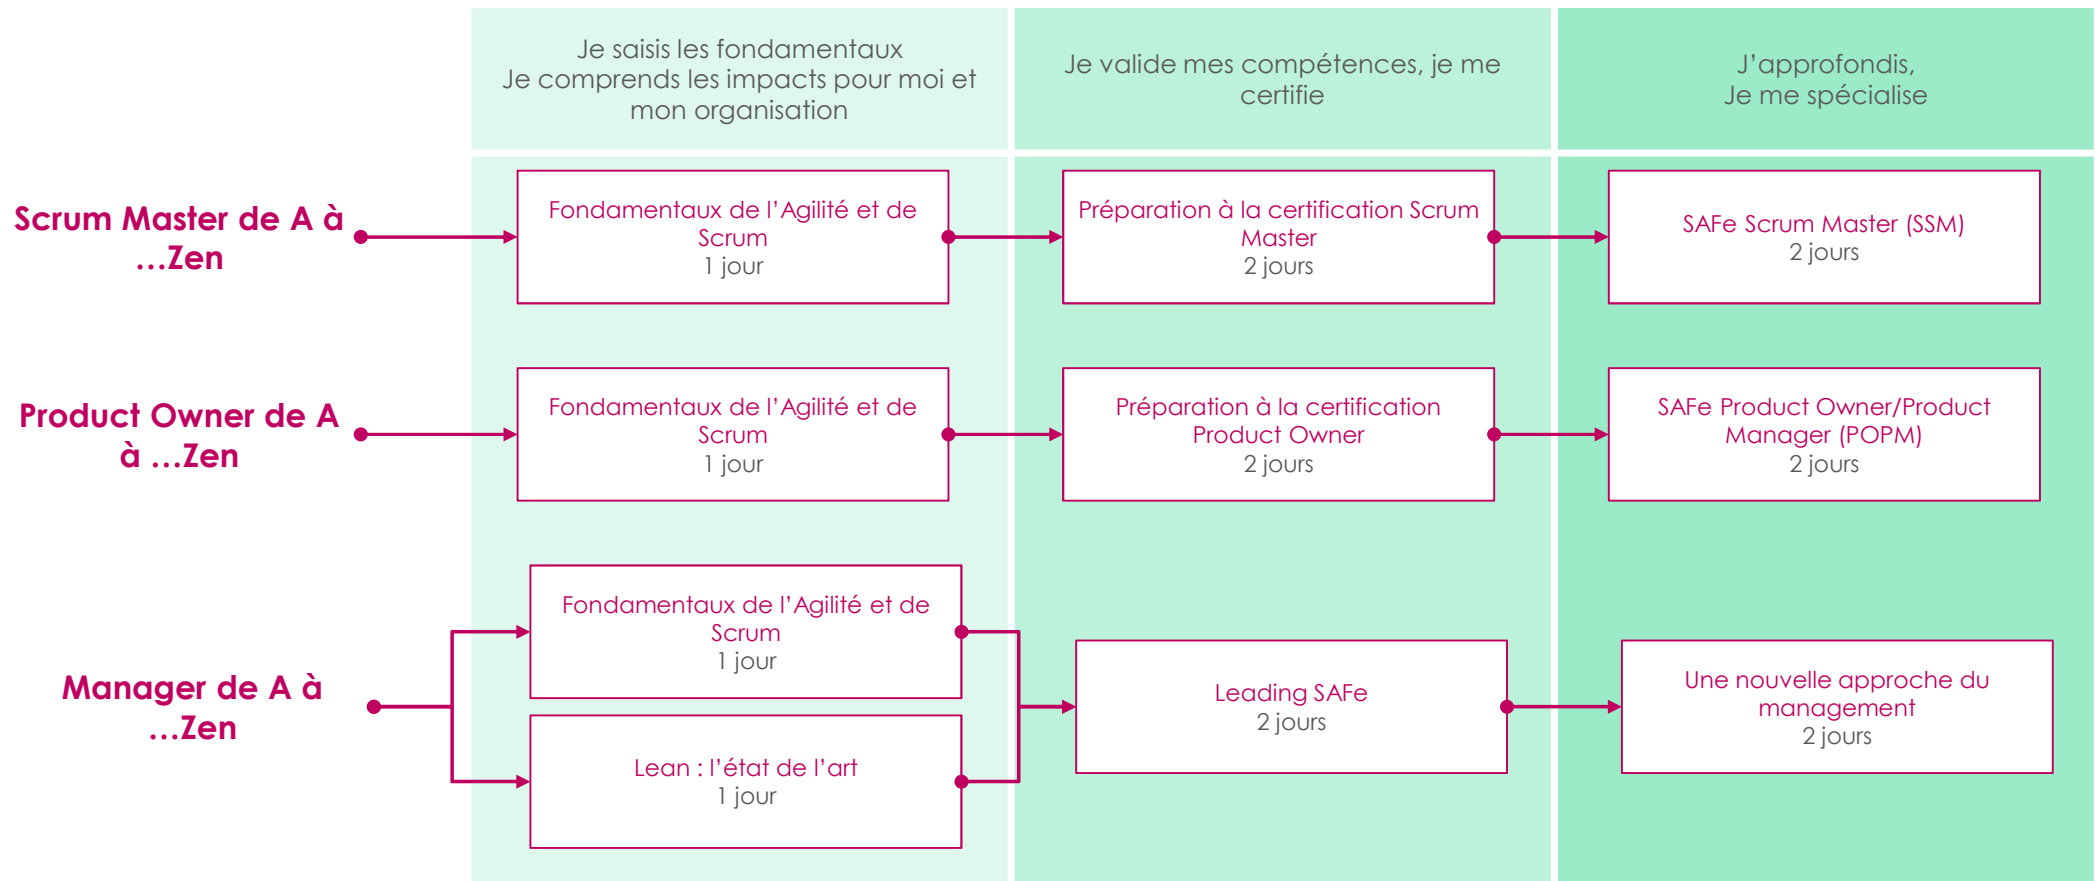 Je saisis les fondamentaux
Je comprends les impacts pour moi et
mon organisation
Je valide mes compétences, je me
certifie
J’approfondis,
Je me spécialise
Scrum Master de A à
…Zen
Fondamentaux de l’Agilité et de
Scrum
1 jour
Préparation à la certification Scrum
Master
2 jours
SAFe Scrum Master (SSM)
2 jours
Product Owner de A
à …Zen
Fondamentaux de l’Agilité et de
Scrum
1 jour
Préparation à la certification
Product Owner
2 jours
SAFe Product Owner/Product
Manager (POPM)
2 jours
Manager de A à
…Zen
Fondamentaux de l’Agilité et de
Scrum
1 jour
Lean : l’état de l’art
1 jour
Leading SAFe
2 jours
Une nouvelle approche du
management
2 jours